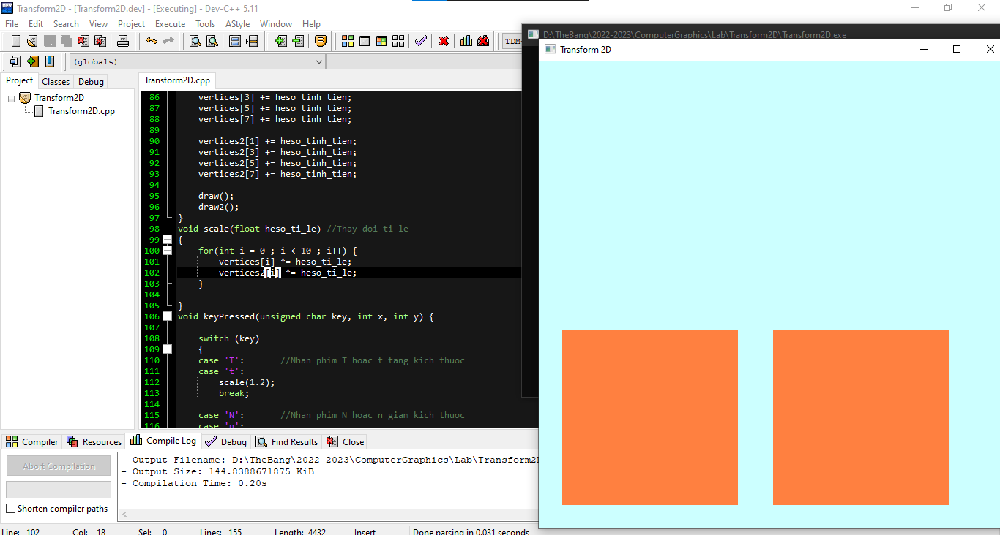 Transform2D - [Transform2D.dev] - [Executing] - Dev-C++ 5.11
File Edit Search View Project Execute Tools AStyle Window Help
TDM-
(globals)
Project Classes Debug
Transform2D
Transform2D.cpp
Transform2D.cpp
86 vertices[3] += heso_tinh_tien;
87 vertices[5] += heso_tinh_tien;
88 vertices[7] += heso_tinh_tien;
89
90 vertices2[1] += heso_tinh_tien;
91 vertices2[3] += heso_tinh_tien;
92 vertices2[5] += heso_tinh_tien;
93 vertices2[7] += heso_tinh_tien;
94
95 draw();
96 draw2();
97 }
98 void scale(float heso_ti_le) //Thay doi ti le
99 {
100 for(int i = 0 ; i < 10 ; i++) {
101 vertices[i] *= heso_ti_le;
102 vertices2[i] *= heso_ti_le;
103 }
104
105 }
106 void keyPressed(unsigned char key, int x, int y) {
107
108 switch (key)
109 {
110 case 'T': //Nhan phim T hoac t tang kich thuoc
111 case 't':
112 scale(1.2);
113 break;
114
115 case 'N': //Nhan phim N hoac n giam kich thuoc
116 case 'n':
D:\TheBang\2022-2023\ComputerGraphics\Lab\Transform2D\Transform2D.exe
Transform 2D
Compiler Resources Compile Log Debug Find Results Close
Abort Compilation
Shorten compiler paths
- Output Filename: D:\TheBang\2022-2023\ComputerGraphics\Lab\Transform2D
- Output Size: 144.8388671875 KiB
- Compilation Time: 0.20s
Line: 102 Col: 18 Sel: 0 Lines: 155 Length: 4432 Insert Done parsing in 0.031 seconds